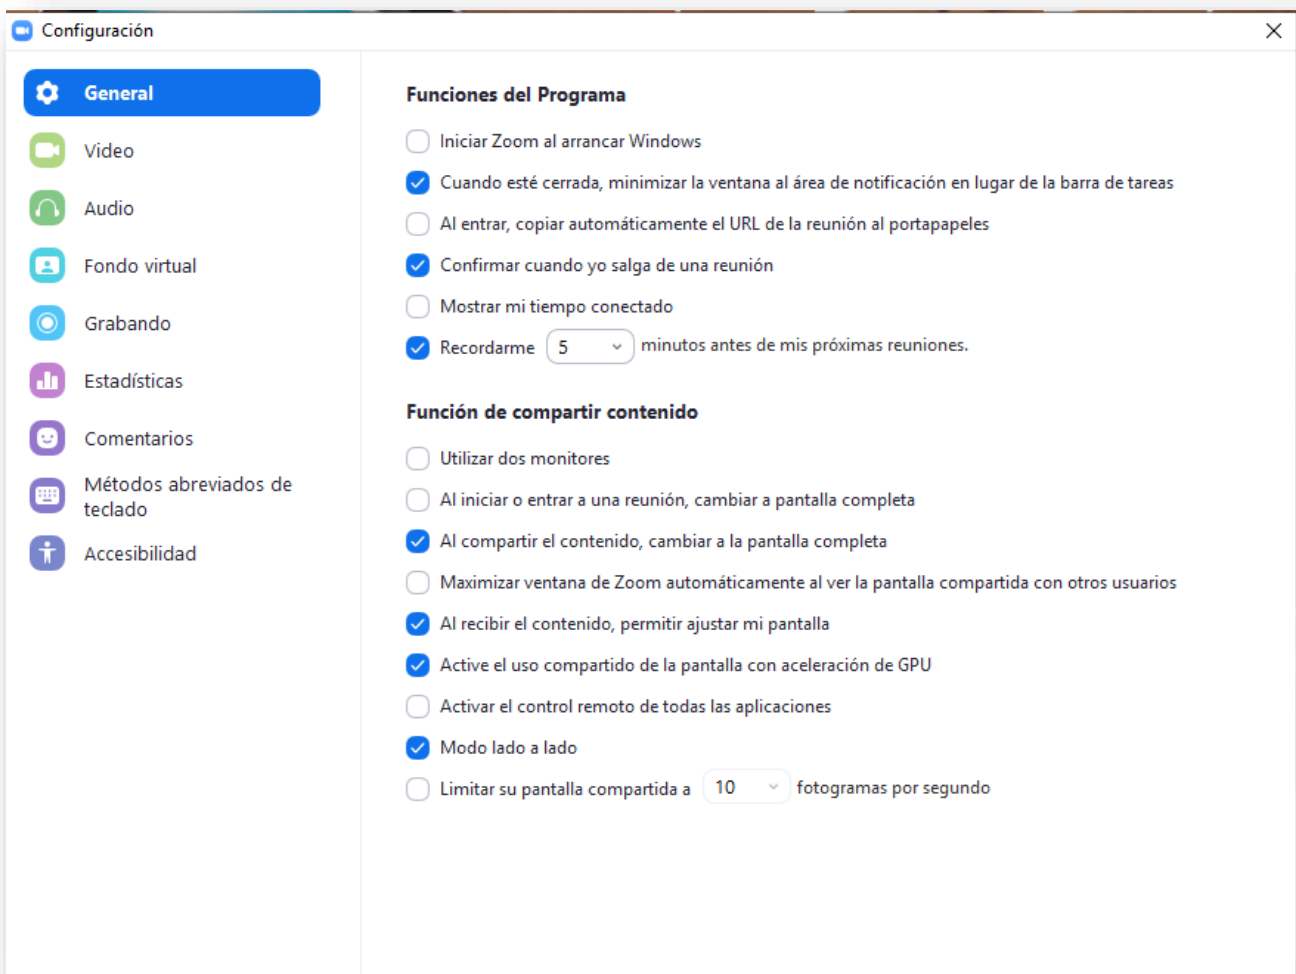 Configuración
General
Video
Audio
Fondo virtual
Grabando
Estadísticas
Comentarios
Métodos abreviados de
teclado
Accesibilidad
Funciones del Programa
Iniciar Zoom al arrancar Windows
Cuando esté cerrada, minimizar la ventana al área de notificación en lugar de la barra de tareas
Al entrar, copiar automáticamente el URL de la reunión al portapapeles
Confirmar cuando yo salga de una reunión
Mostrar mi tiempo conectado
Recordarme 5 minutos antes de mis próximas reuniones.
Función de compartir contenido
Utilizar dos monitores
Al iniciar o entrar a una reunión, cambiar a pantalla completa
Al compartir el contenido, cambiar a la pantalla completa
Maximizar ventana de Zoom automáticamente al ver la pantalla compartida con otros usuarios
Al recibir el contenido, permitir ajustar mi pantalla
Active el uso compartido de la pantalla con aceleración de GPU
Activar el control remoto de todas las aplicaciones
Modo lado a lado
Limitar su pantalla compartida a 10 fotogramas por segundo